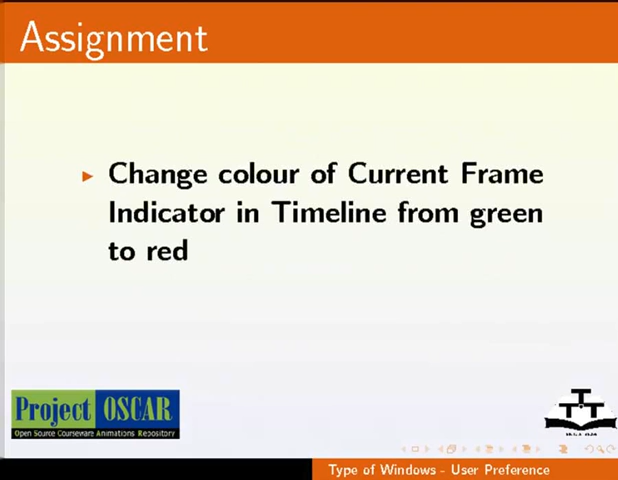 Assignment
Change colour of Current Frame
Indicator in Timeline from green
to red
Project OSCAR
Open Source Courseware Animations Repository
Type of Windows - User Preference